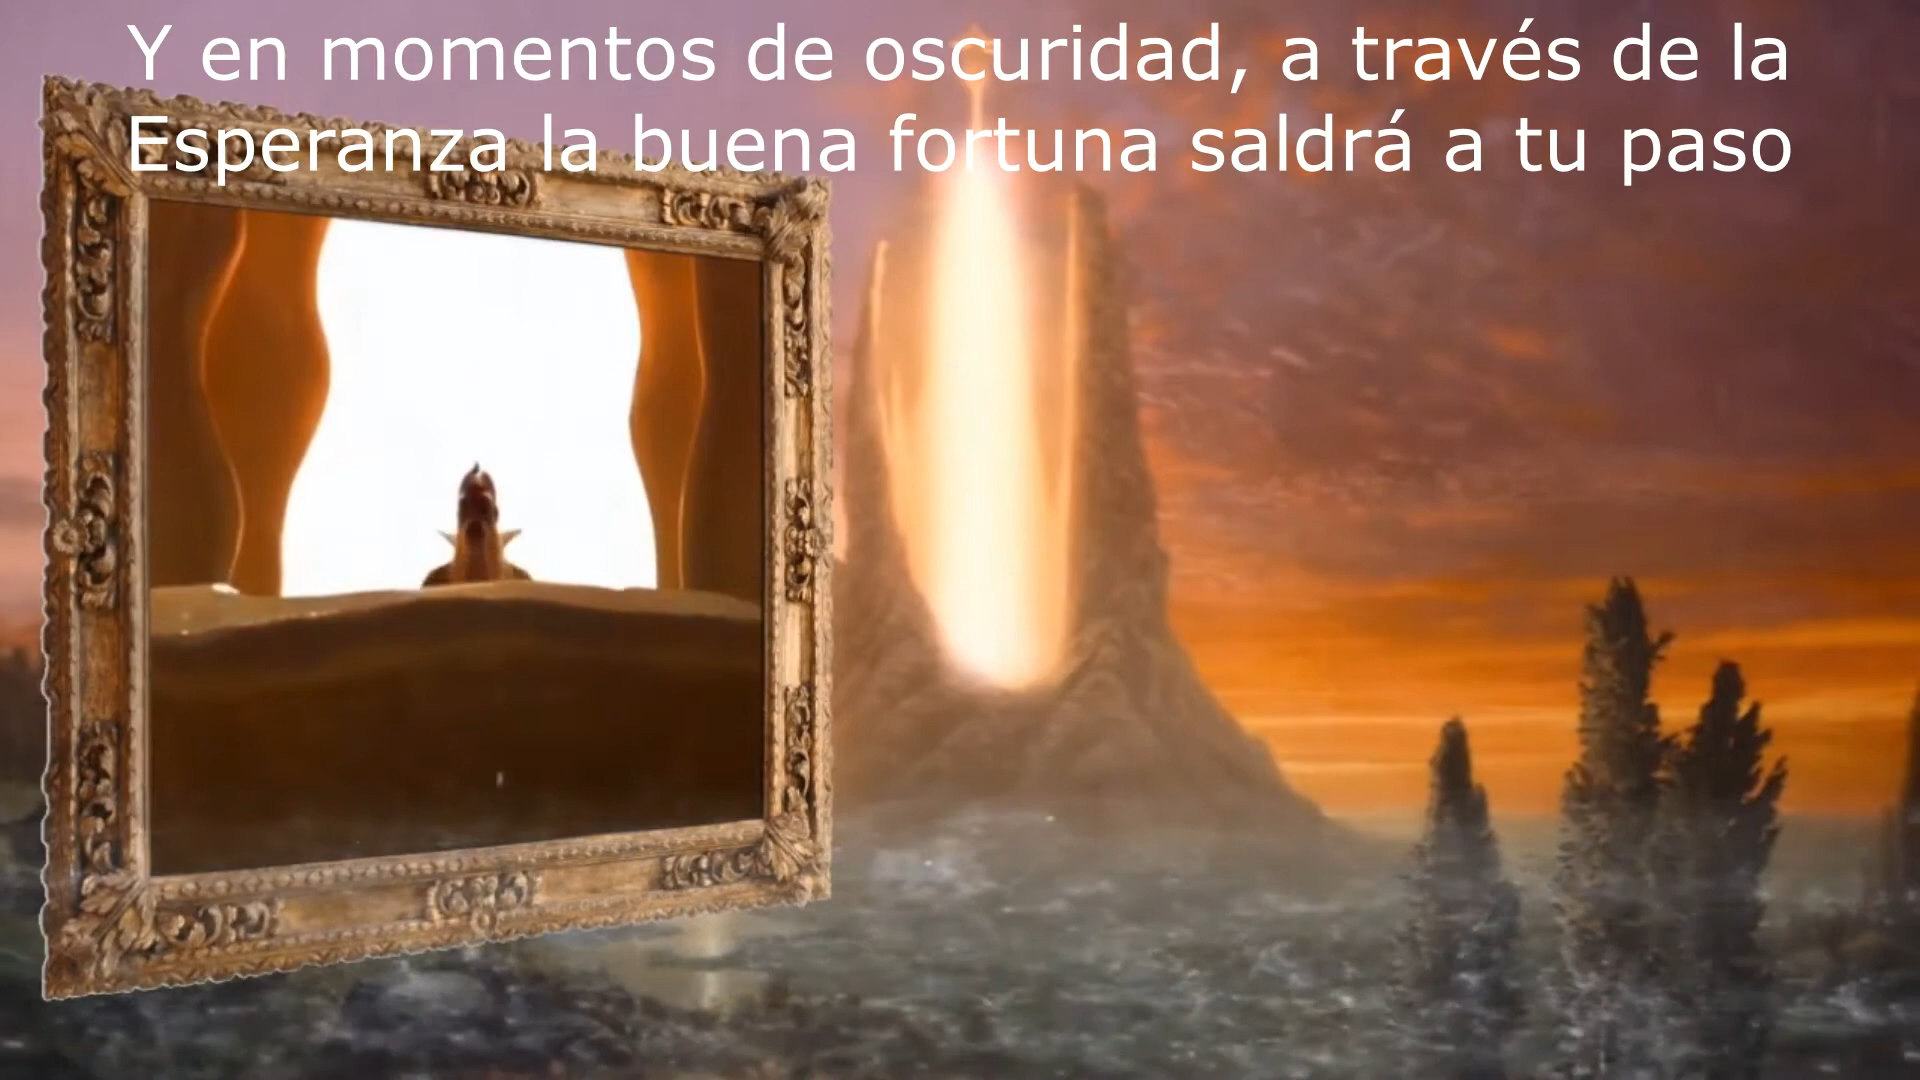 Y en momentos de oscuridad, a través de la
Esperanza la buena fortuna saldrá a tu paso